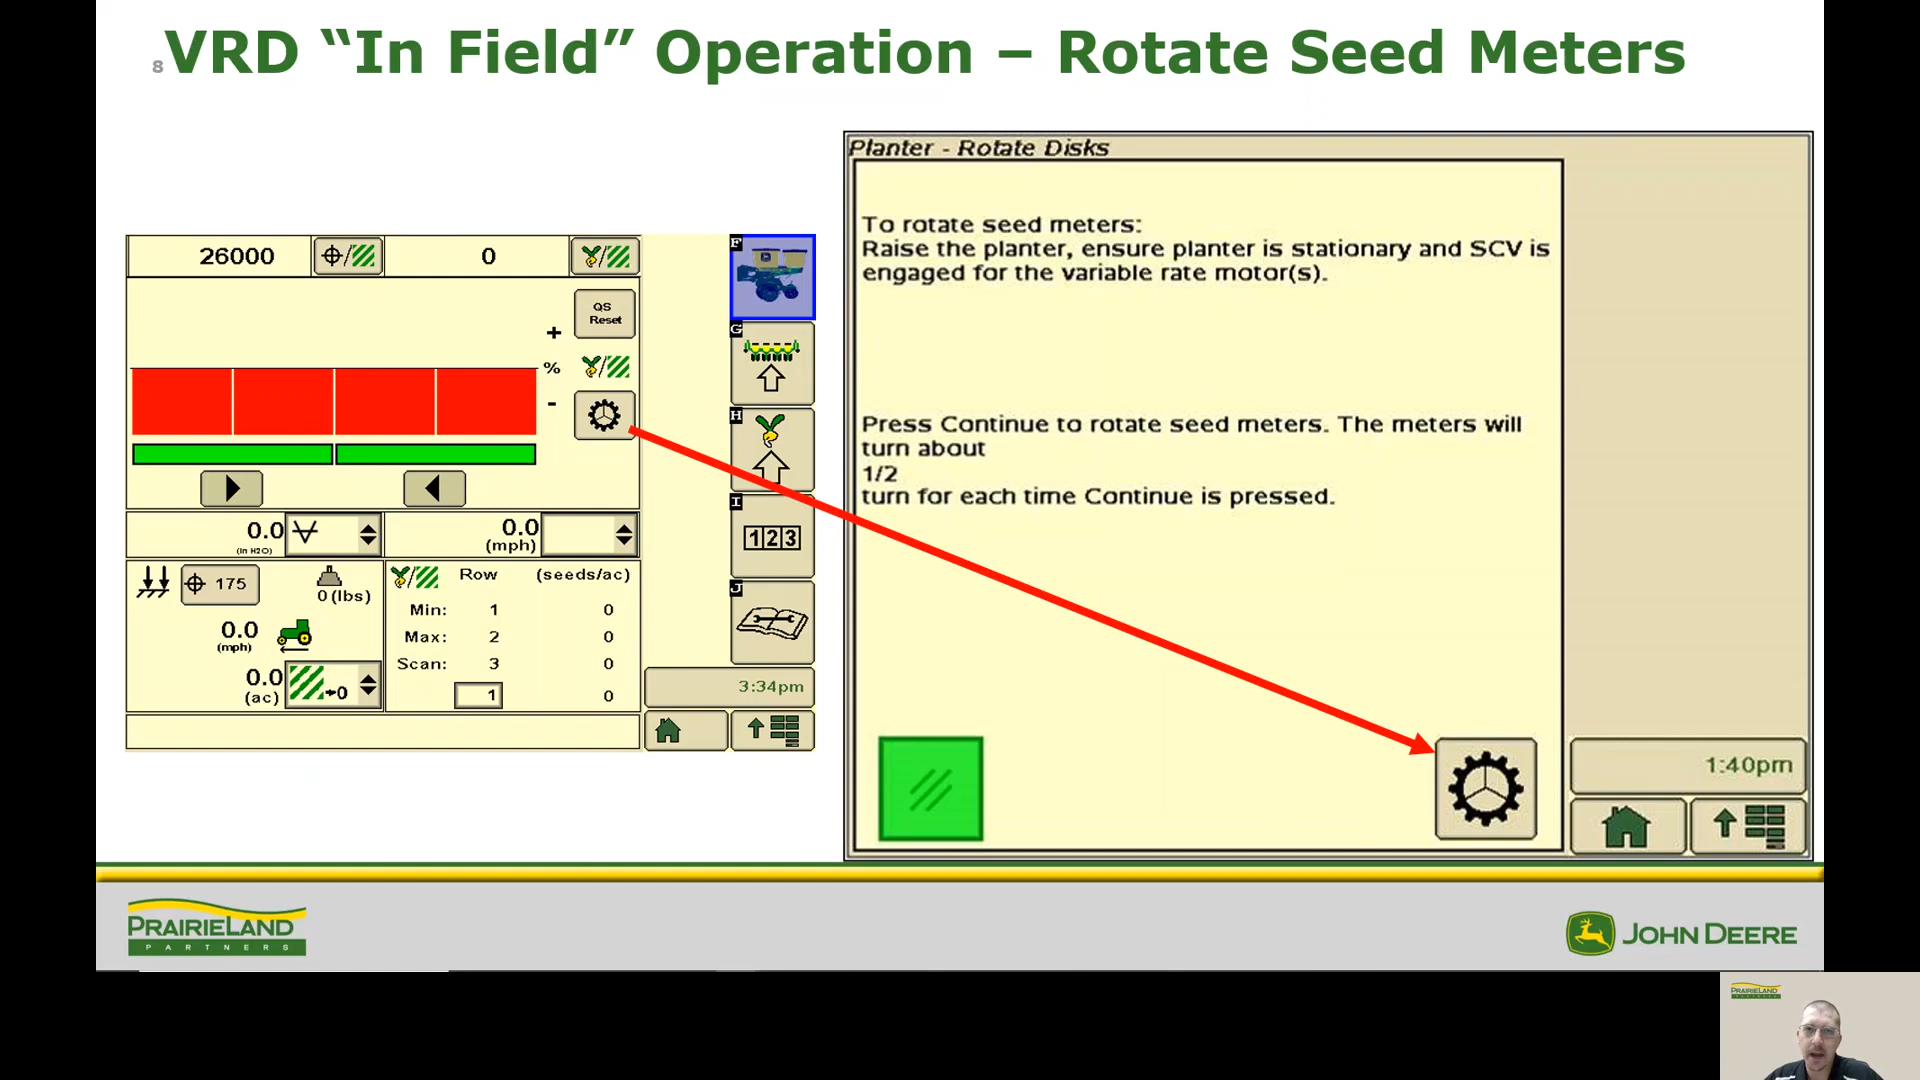 8
VRD “In Field” Operation – Rotate Seed Meters
26000
0
QS
Reset
+
%
-
0.0
(in H2O)
0.0
(mph)
175
0 (lbs)
0.0
(mph)
0.0
(ac)
→0
Row (seeds/ac)
Min: 1 0
Max: 2 0
Scan: 3 0
1 0
F
G
H
I
123
J
3:34pm
Planter - Rotate Disks
To rotate seed meters:
Raise the planter, ensure planter is stationary and SCV is
engaged for the variable rate motor(s).
Press Continue to rotate seed meters. The meters will
turn about
1/2
turn for each time Continue is pressed.
1:40pm
PRAIRIELAND
PARTNERS
JOHN DEERE
PRAIRIELAND